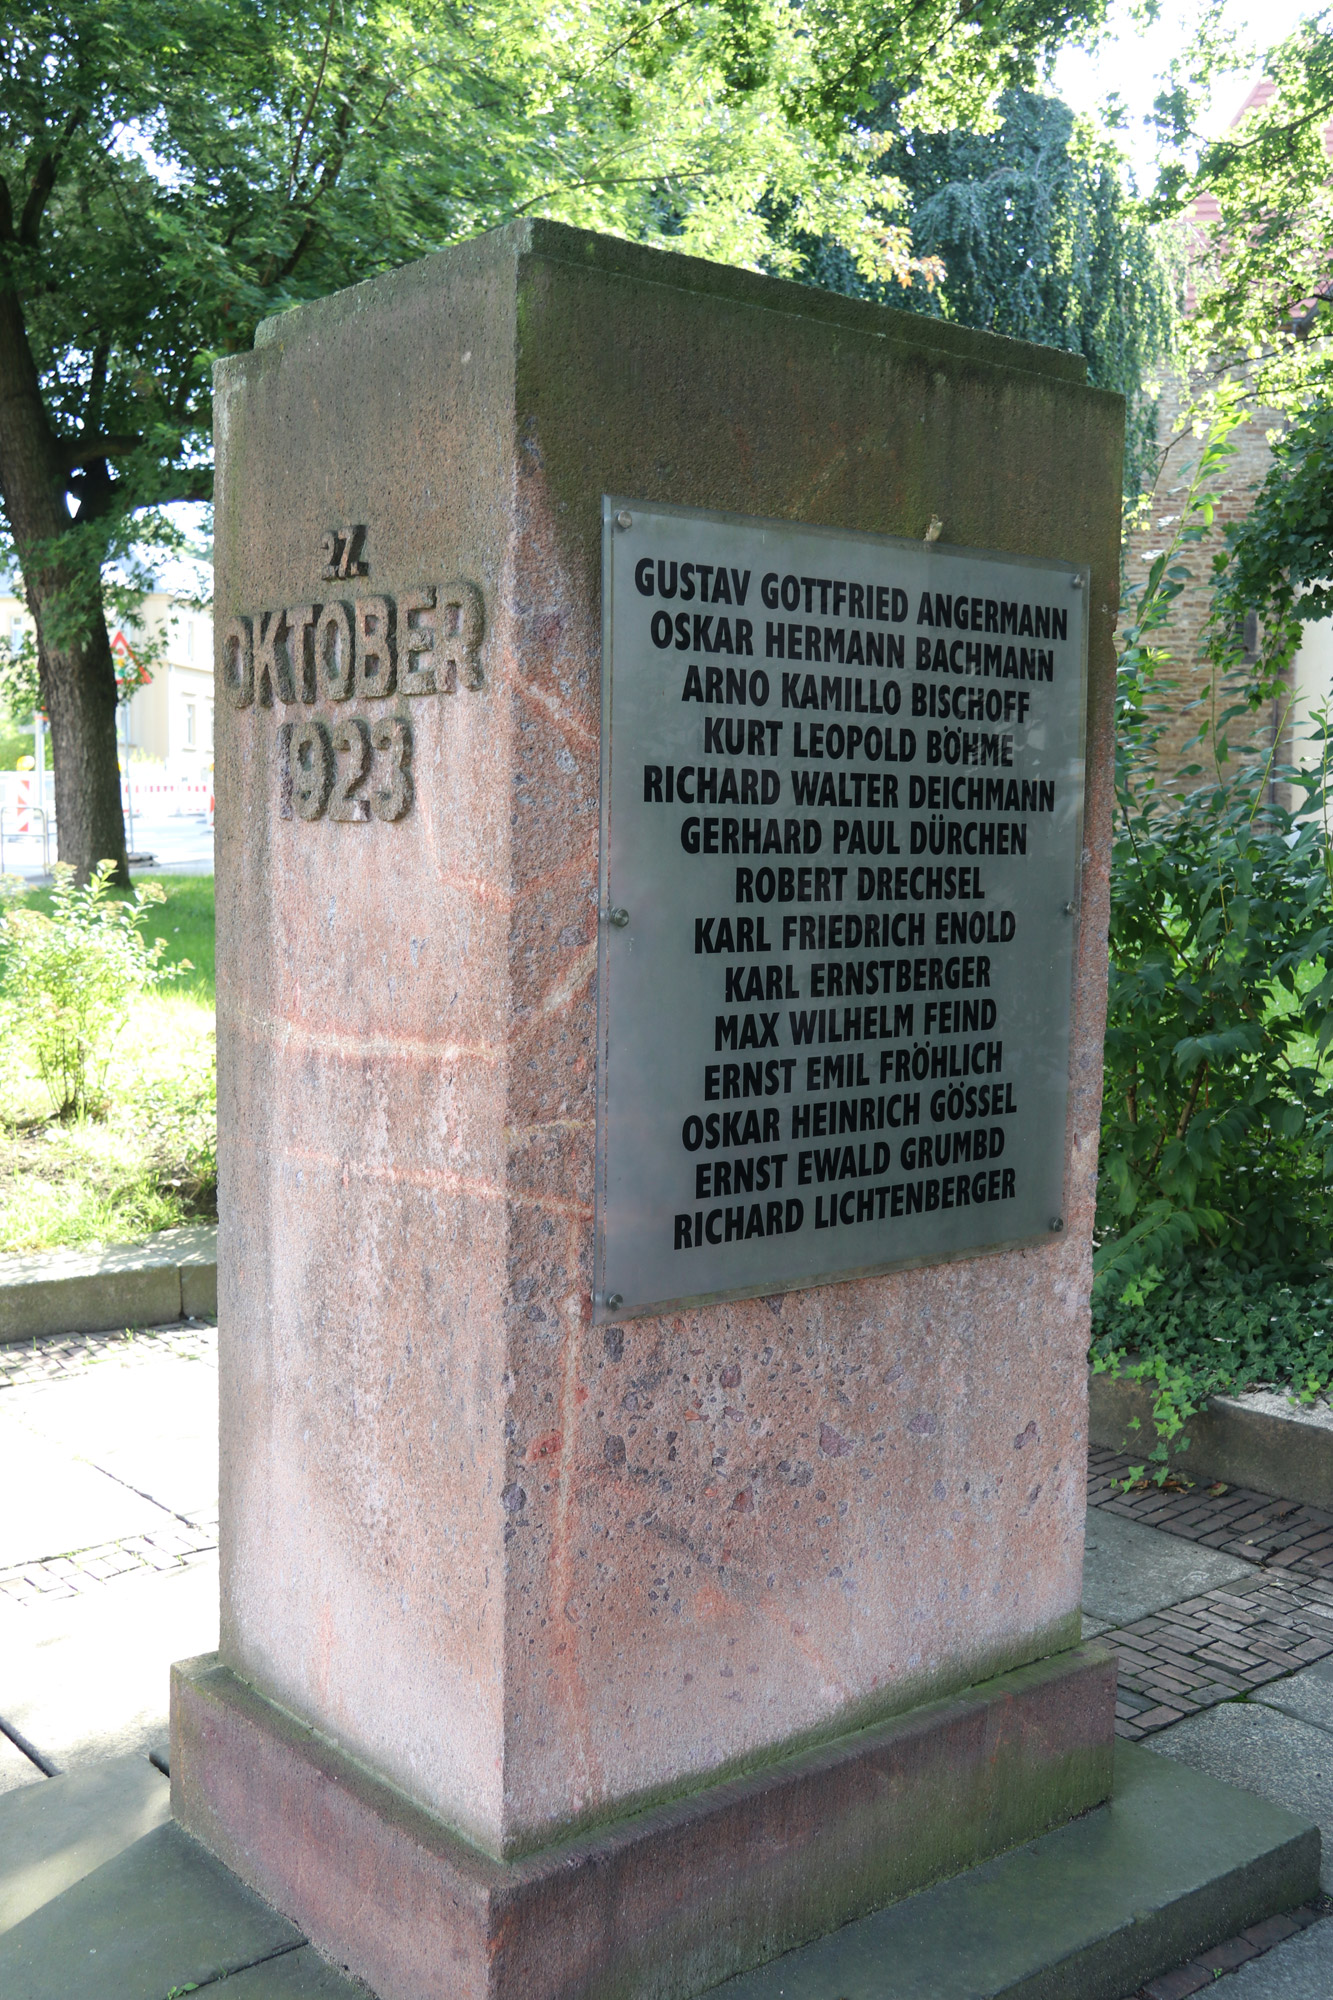 27.
OKTOBER
1923
GUSTAV GOTTFRIED ANGERMANN
OSKAR HERMANN BACHMANN
ARNO KAMILLO BISCHOFF
KURT LEOPOLD BÖHME
RICHARD WALTER DEICHMANN
GERHARD PAUL DÜRCHEN
ROBERT DRECHSEL
KARL FRIEDRICH ENOLD
KARL ERNSTBERGER
MAX WILHELM FEIND
ERNST EMIL FRÖHLICH
OSKAR HEINRICH GÖSSEL
ERNST EWALD GRUMBD
RICHARD LICHTENBERGER